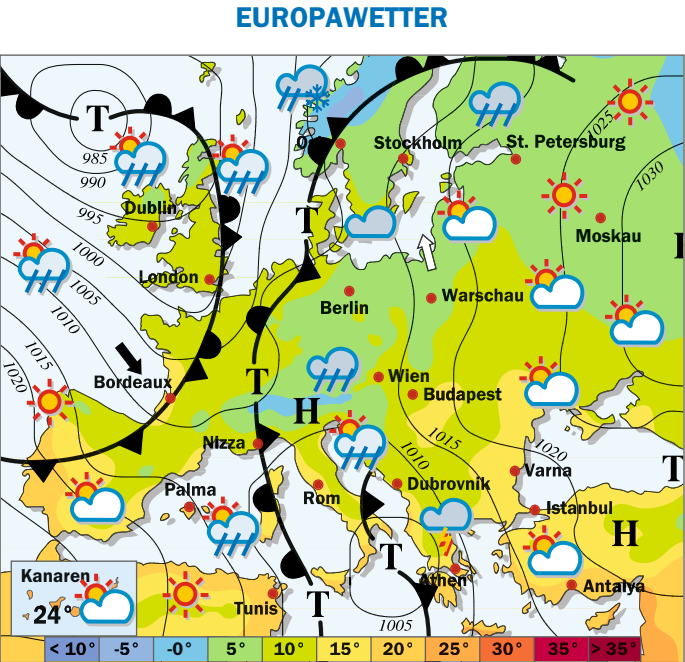 EUROPAWETTER
T
985
990
995
1000
1005
1010
1015
1020
Dublin
London
Bordeaux
Stockholm
St. Petersburg
1025
1030
Moskau
T
Berlin
Warschau
T
H
Wien
Budapest
Nizza
1015
1010
1020
Varna
T
Palma
Rom
Dubrovnik
Istanbul
H
T
Athen
Antalya
Kanaren
24°
Tunis
T
1005
< 10° -5° -0° 5° 10° 15° 20° 25° 30° 35° > 35°